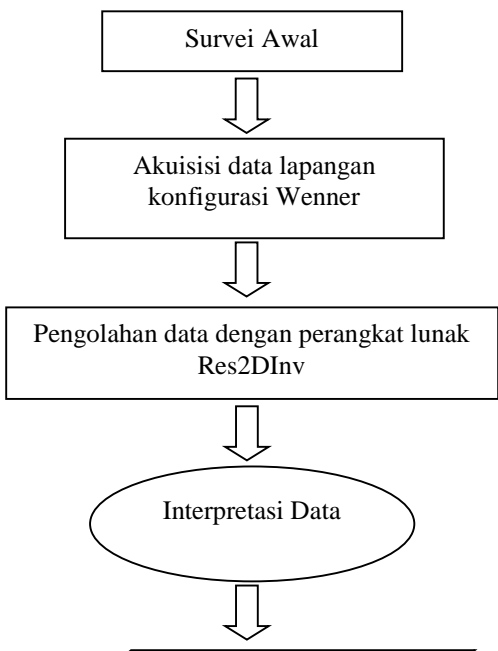 Survei Awal
Akuisisi data lapangan
konfigurasi Wenner
Pengolahan data dengan perangkat lunak
Res2DInv
Interpretasi Data